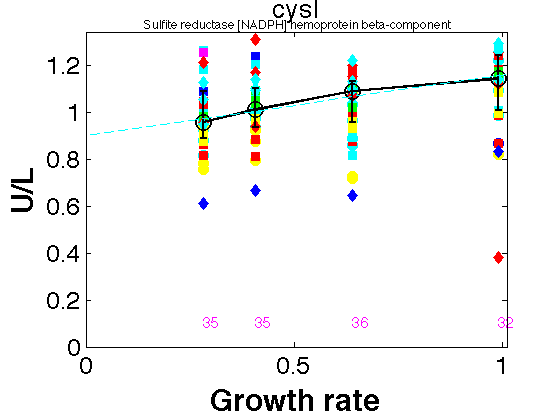 cysI
Sulfite reductase [NADPH] hemoprotein beta-component
1.2
1
0.8
0.6
0.4
0.2
0
U/L
35 35 36 32
0 0.5 1
Growth rate